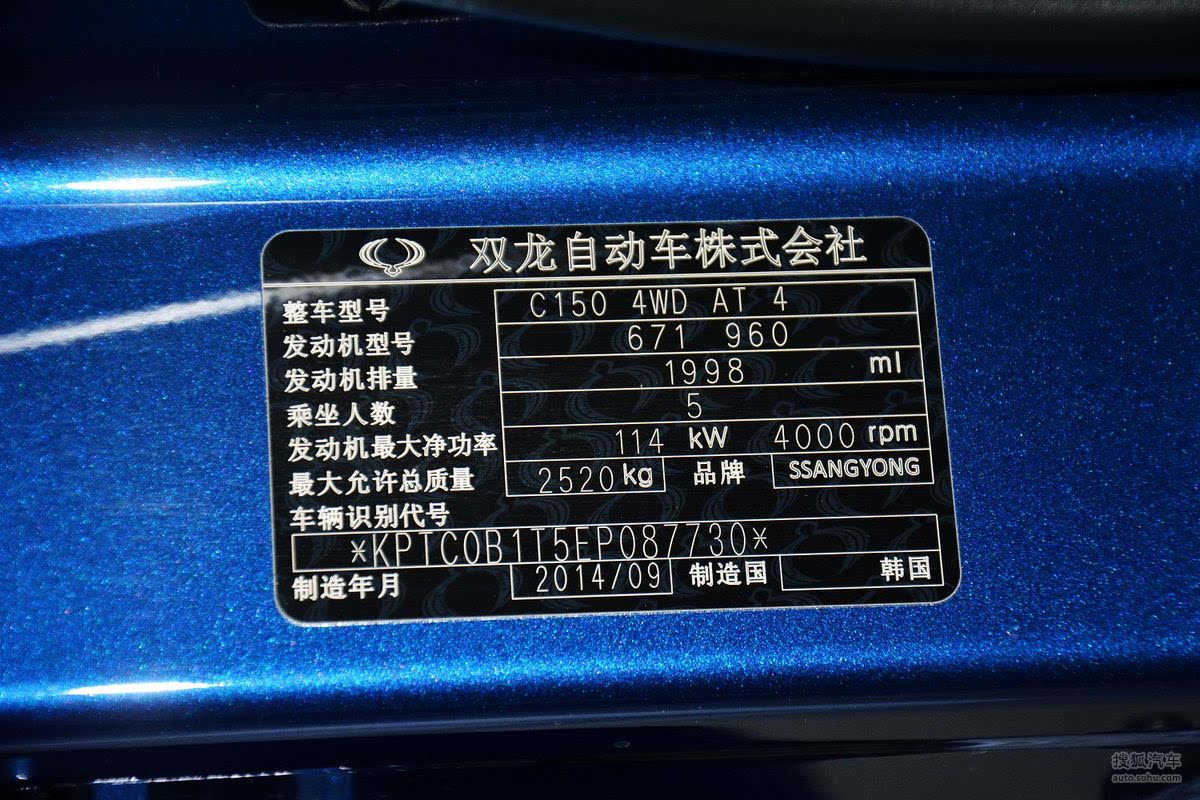 双龙自动车株式会社
整车型号 C150 4WD AT 4
发动机型号 671 960
发动机排量 1998 ml
乘坐人数 5
发动机最大净功率 114 kW 4000 rpm
最大允许总质量 2520 kg 品牌 SSANGYONG
车辆识别代号
*KPTC0B1T5EP087730*
制造年月 2014/09 制造国 韩国
搜狐汽车
auto.sohu.com